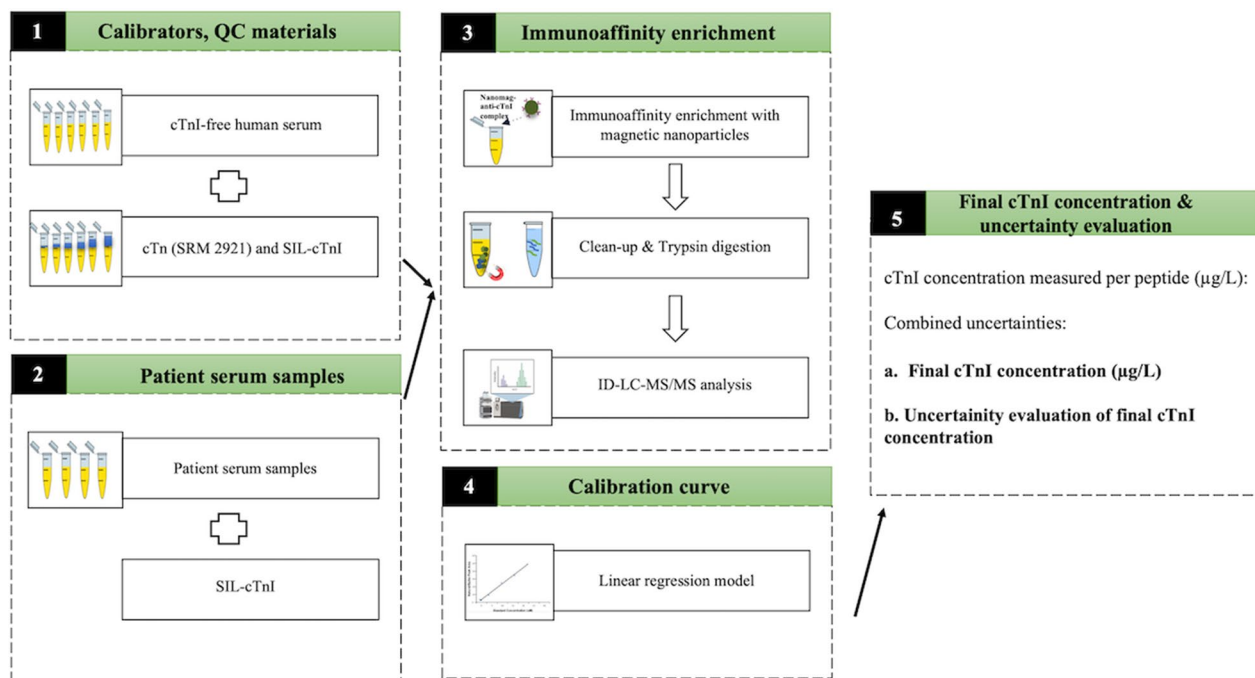 1
Calibrators, QC materials
cTnI-free human serum
cTn (SRM 2921) and SIL-cTnI
2
Patient serum samples
Patient serum samples
SIL-cTnI
3
Immunoaffinity enrichment
Nanomag-
anti-cTnI
complex
Immunoaffinity enrichment with
magnetic nanoparticles
Clean-up & Trypsin digestion
ID-LC-MS/MS analysis
4
Calibration curve
Linear regression model
5
Final cTnI concentration &
uncertainty evaluation
cTnI concentration measured per peptide (µg/L):
Combined uncertainties:
a. Final cTnI concentration (µg/L)
b. Uncertainity evaluation of final cTnI
concentration